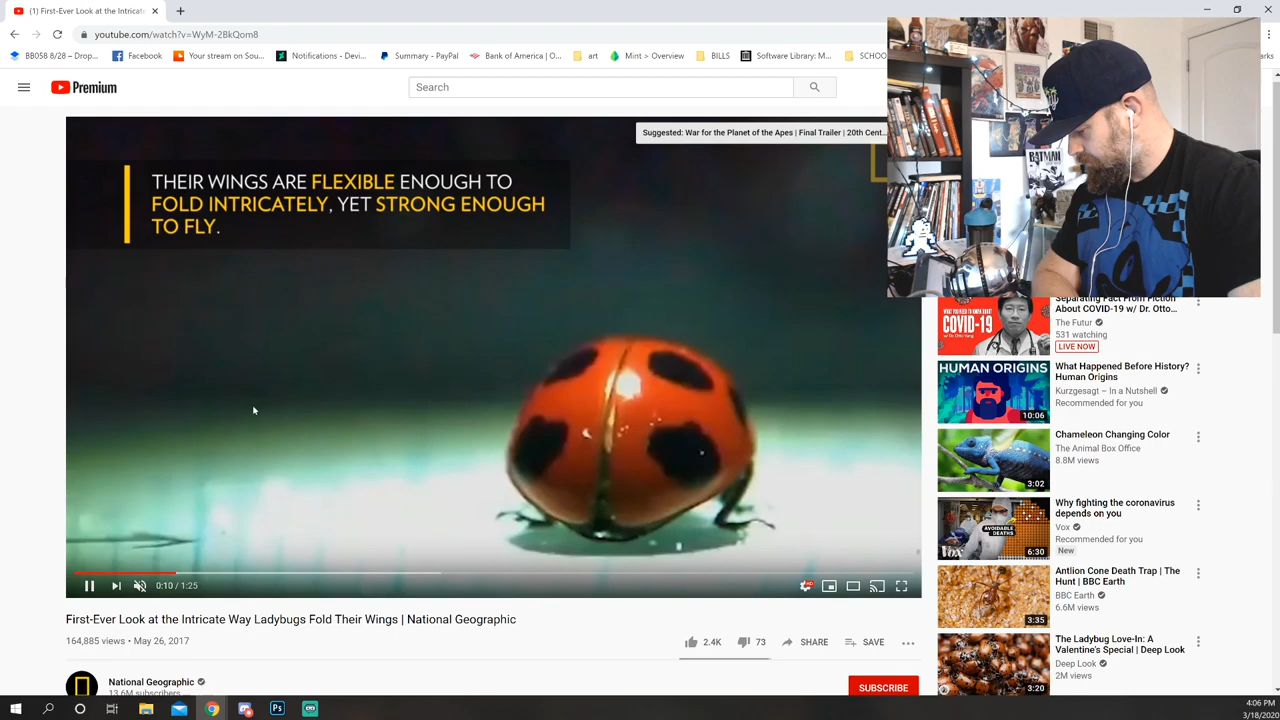 (1) First-Ever Look at the Intricate
youtube.com/watch?v=WyM-2BkQom8
BB058 8/28 – Drop...
Facebook
Your stream on Sou...
Notifications - Devi...
Summary - PayPal
Bank of America | O...
art
Mint > Overview
BILLS
Software Library: M...
SCHOO
Premium
Search
Suggested: War for the Planet of the Apes | Final Trailer | 20th Cent...
THEIR WINGS ARE FLEXIBLE ENOUGH TO
FOLD INTRICATELY, YET STRONG ENOUGH
TO FLY.
BATMAN
0:10 / 1:25
First-Ever Look at the Intricate Way Ladybugs Fold Their Wings | National Geographic
164,885 views • May 26, 2017
2.4K
73
SHARE
SAVE
National Geographic
13.6M subscribers
SUBSCRIBE
COVID-19
Separating Fact From Fiction
About COVID-19 w/ Dr. Otto...
The Futur
531 watching
LIVE NOW
HUMAN ORIGINS
10:06
What Happened Before History?
Human Origins
Kurzgesagt – In a Nutshell
Recommended for you
3:02
Chameleon Changing Color
The Animal Box Office
8.8M views
AVOIDABLE
DEATHS
Vox
6:30
Why fighting the coronavirus
depends on you
Vox
Recommended for you
New
3:35
Antlion Cone Death Trap | The
Hunt | BBC Earth
BBC Earth
6.6M views
3:20
The Ladybug Love-In: A
Valentine's Special | Deep Look
Deep Look
2M views
4:06 PM
3/18/2020